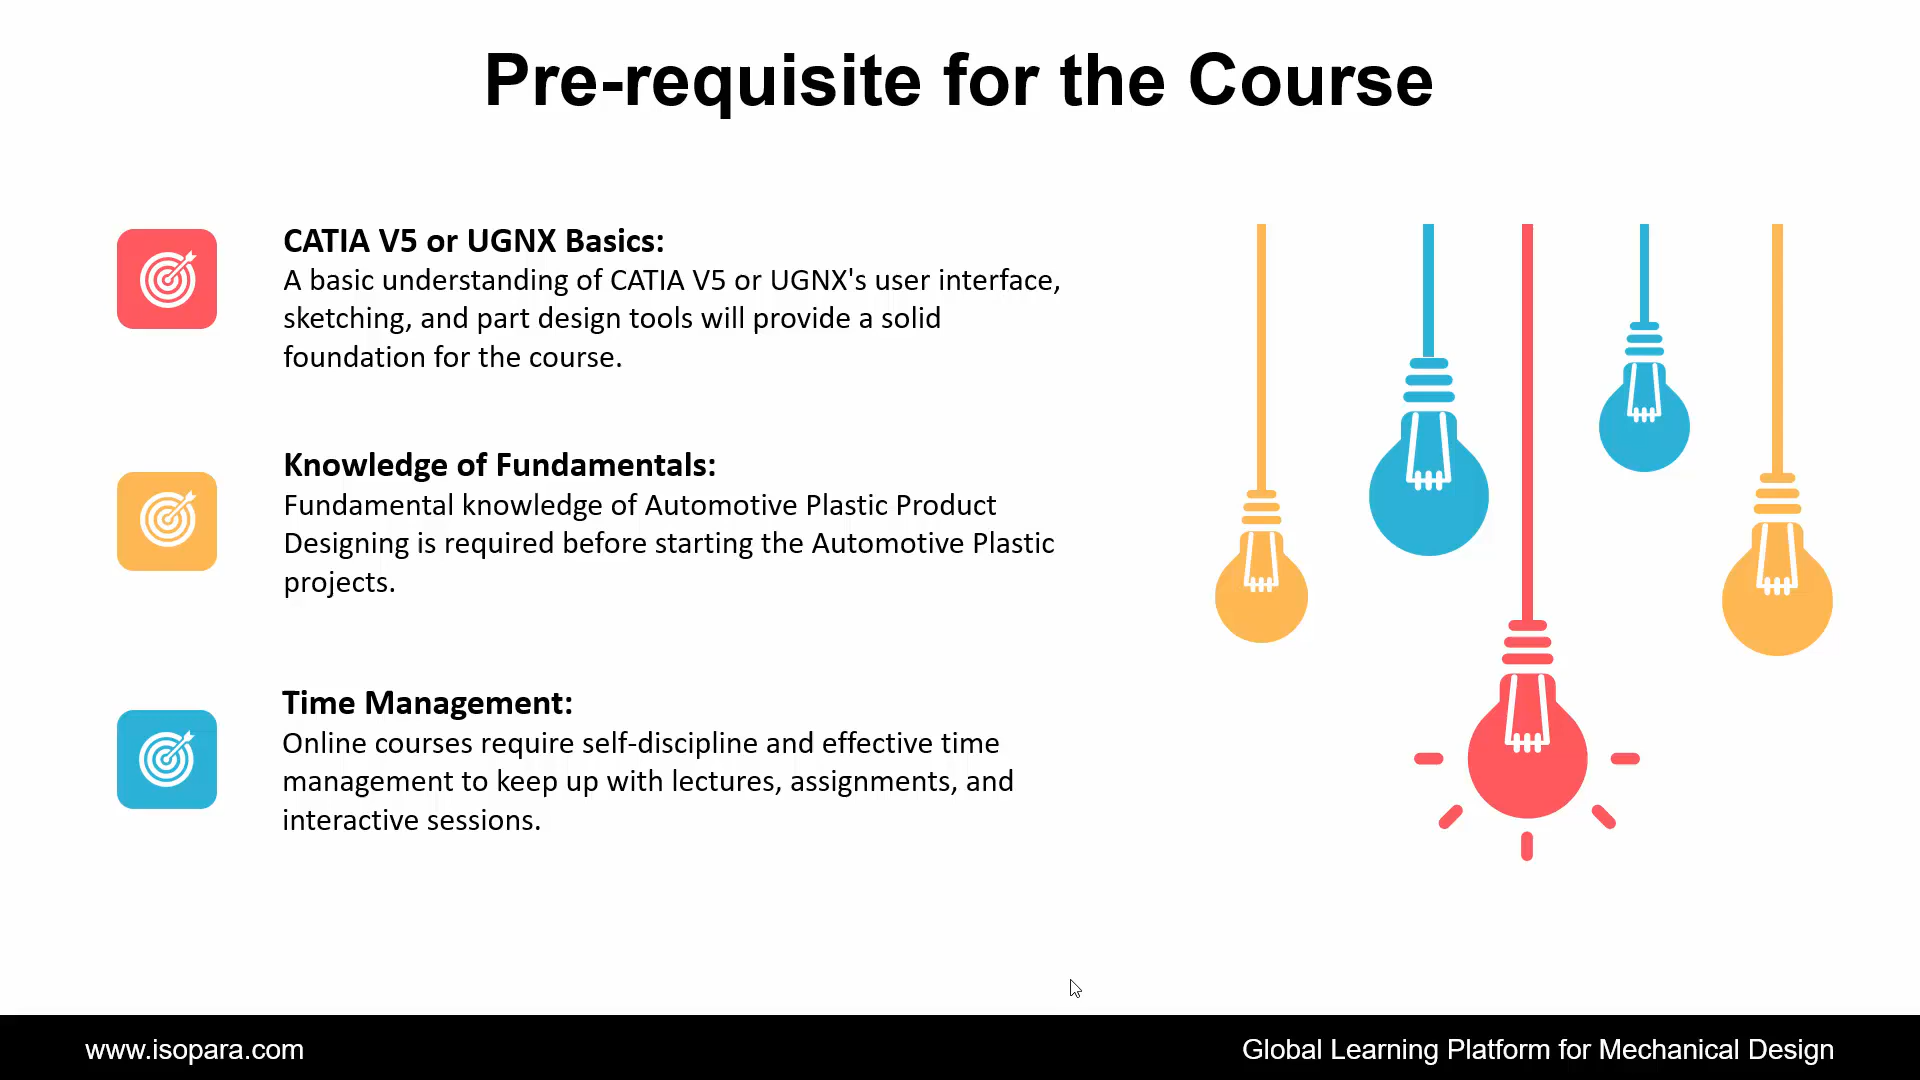 Pre-requisite for the Course
CATIA V5 or UGNX Basics:
A basic understanding of CATIA V5 or UGNX's user interface,
sketching, and part design tools will provide a solid
foundation for the course.
Knowledge of Fundamentals:
Fundamental knowledge of Automotive Plastic Product
Designing is required before starting the Automotive Plastic
projects.
Time Management:
Online courses require self-discipline and effective time
management to keep up with lectures, assignments, and
interactive sessions.
www.isopara.com
Global Learning Platform for Mechanical Design